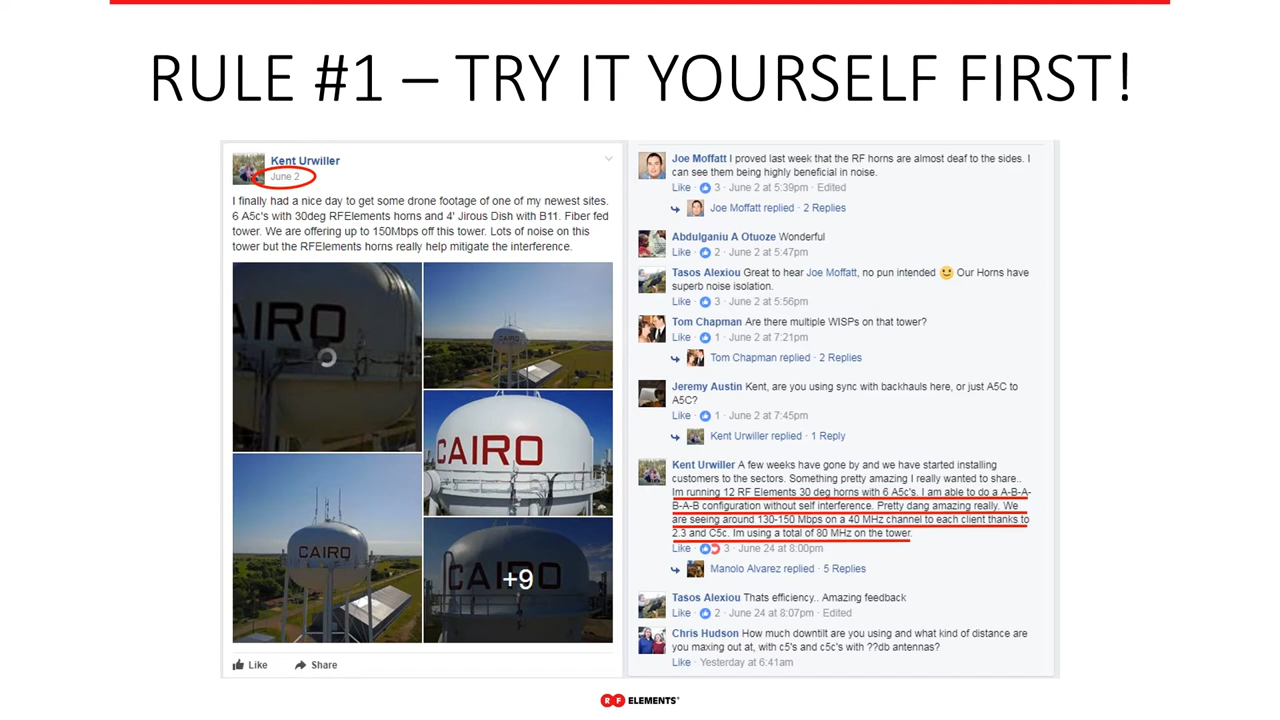 RULE #1 – TRY IT YOURSELF FIRST!
Kent Urwiller
June 2
I finally had a nice day to get some drone footage of one of my newest sites.
6 A5c's with 30deg RFElements horns and 4' Jirous Dish with B11. Fiber fed
tower. We are offering up to 150Mbps off this tower. Lots of noise on this
tower but the RFElements horns really help mitigate the interference.
AIRO
CAIRO
CAIRO
CAIRO
CAIRO
+9
Like
Share
Joe Moffatt I proved last week that the RF horns are almost deaf to the sides. I
can see them being highly beneficial in noise.
Like · 3 · June 2 at 5:39pm · Edited
Joe Moffatt replied · 2 Replies
Abdulganiu A Otuoze Wonderful
Like · 2 · June 2 at 5:47pm
Tasos Alexiou Great to hear Joe Moffatt, no pun intended 🙂 Our Horns have
superb noise isolation.
Like · 3 · June 2 at 5:56pm
Tom Chapman Are there multiple WISPs on that tower?
Like · 1 · June 2 at 7:21pm
Tom Chapman replied · 2 Replies
Jeremy Austin Kent, are you using sync with backhauls here, or just A5C to
A5C?
Like · 1 · June 2 at 7:45pm
Kent Urwiller replied · 1 Reply
Kent Urwiller A few weeks have gone by and we have started installing
customers to the sectors. Something pretty amazing I really wanted to share..
Im running 12 RF Elements 30 deg horns with 6 A5c's. I am able to do a A-B-A-
B-A-B configuration without self interference. Pretty dang amazing really. We
are seeing around 130-150 Mbps on a 40 MHz channel to each client thanks to
2.3 and C5c. Im using a total of 80 MHz on the tower.
Like · 3 · June 24 at 8:00pm
Manolo Alvarez replied · 5 Replies
Tasos Alexiou Thats efficiency.. Amazing feedback
Like · 2 · June 24 at 8:07pm · Edited
Chris Hudson How much downtilt are you using and what kind of distance are
you maxing out at, with c5's and c5c's with ??db antennas?
Like · Yesterday at 6:41am
RF ELEMENTS®